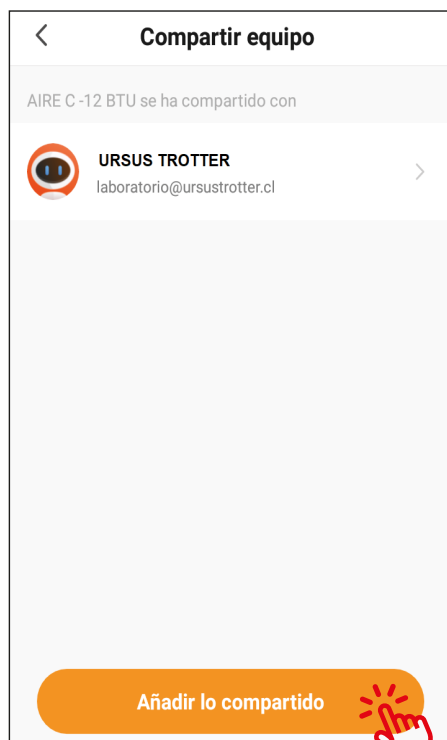 Compartir equipo
AIRE C -12 BTU se ha compartido con
URSUS TROTTER
laboratorio@ursustrotter.cl
Añadir lo compartido